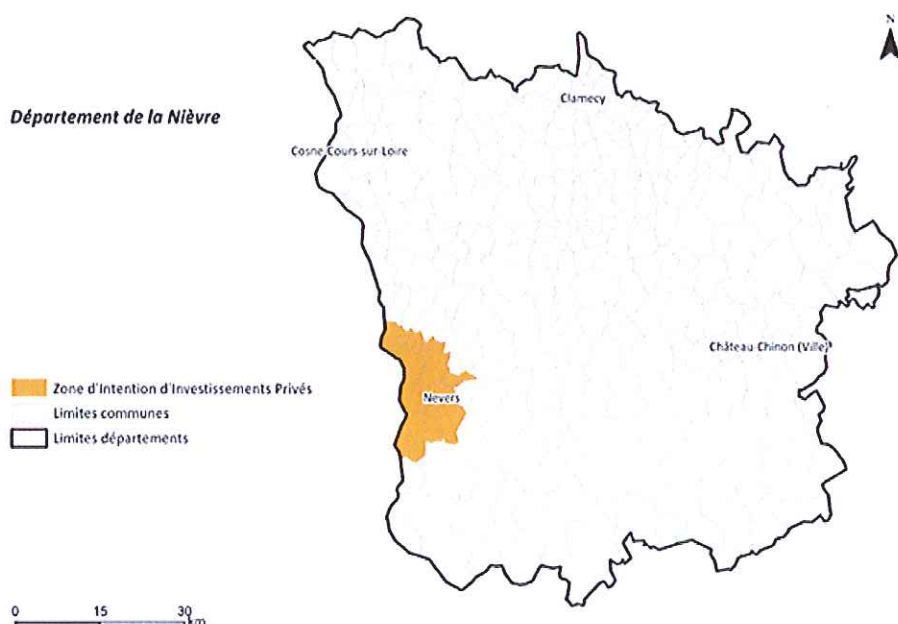 N
Clamecy
Département de la Nièvre
Cosne-Cours-sur-Loire
Château-Chinon (Ville)
Zone d'Intention d'Investissements Privés
Nevers
Limites communes
Limites départements
0 15 30
km